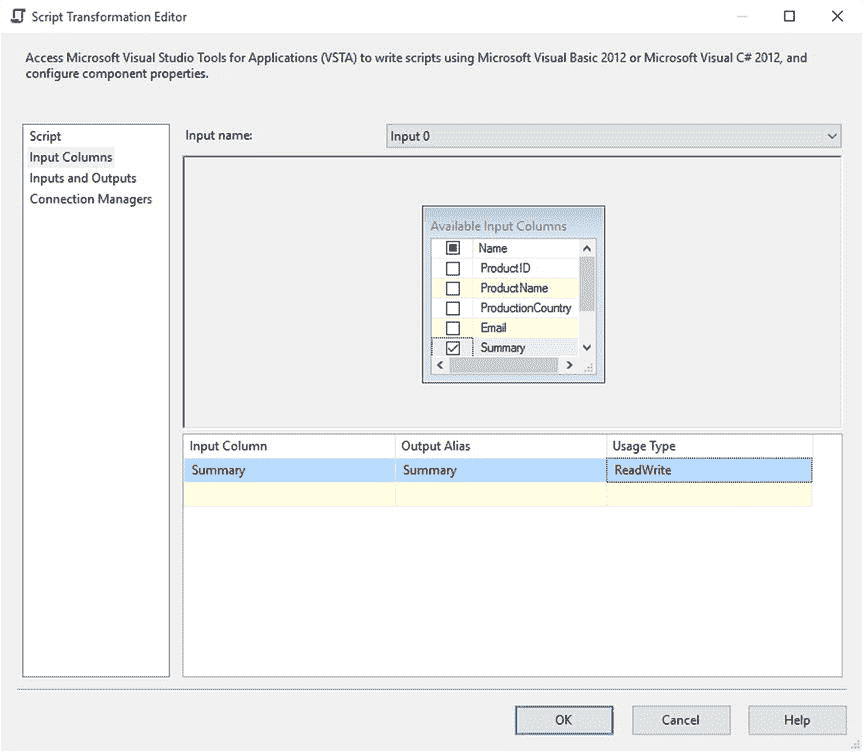 Script Transformation Editor
Access Microsoft Visual Studio Tools for Applications (VSTA) to write scripts using Microsoft Visual Basic 2012 or Microsoft Visual C# 2012, and
configure component properties.
Script
Input Columns
Inputs and Outputs
Connection Managers
Input name:
Input 0
Available Input Columns
Name
ProductID
ProductName
ProductionCountry
Email
Summary
Input Column Output Alias Usage Type
Summary Summary ReadWrite
OK Cancel Help